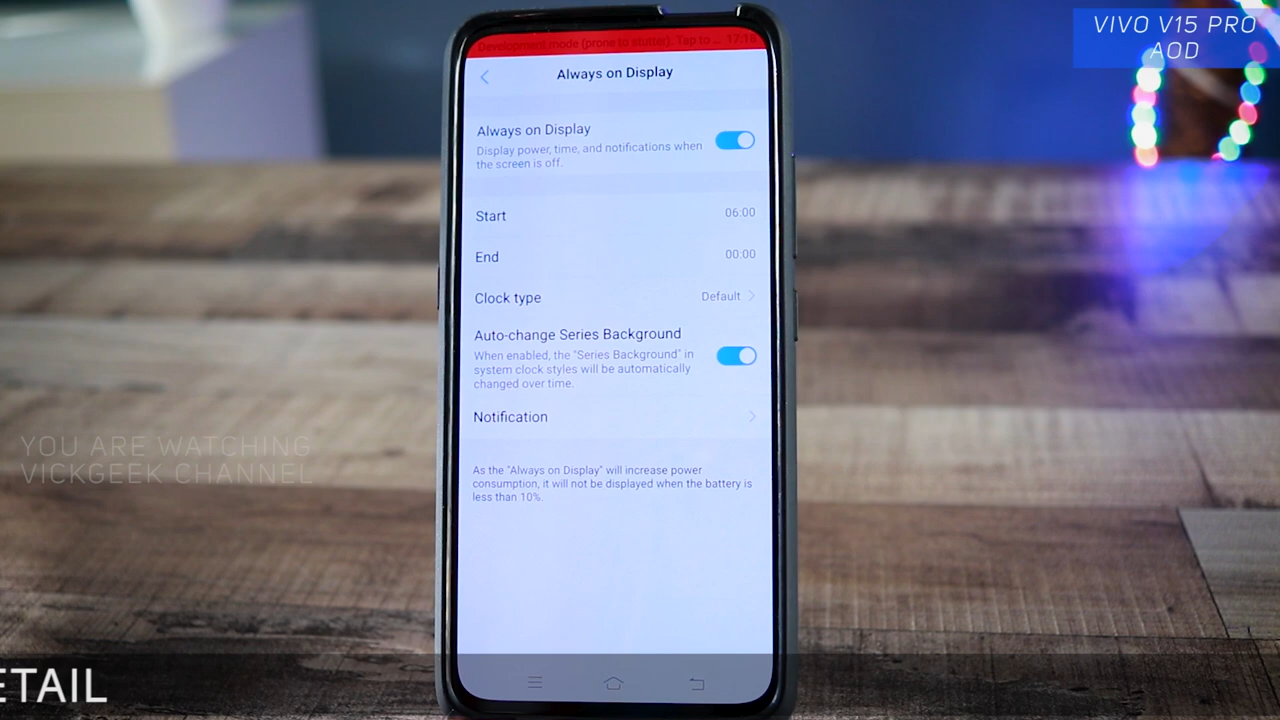 VIVO V15 PRO
AOD
Development mode (prone to stutter). Tap to ... 17:18
Always on Display
Always on Display
Display power, time, and notifications when
the screen is off.
Start 06:00
End 00:00
Clock type Default
Auto-change Series Background
When enabled, the "Series Background" in
system clock styles will be automatically
changed over time.
Notification
As the "Always on Display" will increase power
consumption, it will not be displayed when the battery is
less than 10%.
YOU ARE WATCHING
VICKGEEK CHANNEL
ETAIL